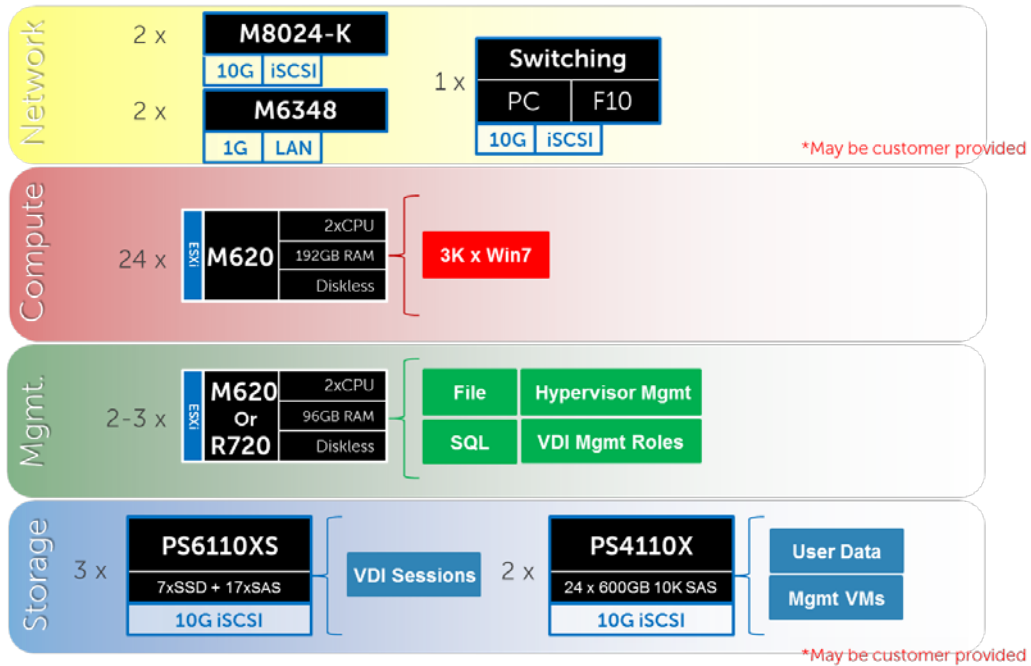 Network
2 x
M8024-K
10G iSCSI
2 x
M6348
1G LAN
1 x
Switching
PC F10
10G iSCSI
*May be customer provided
Compute
24 x
ESXi
M620
2xCPU
192GB RAM
Diskless
3K x Win7
Mgmt.
2-3 x
ESXi
M620
Or
R720
2xCPU
96GB RAM
Diskless
File
Hypervisor Mgmt
SQL
VDI Mgmt Roles
Storage
3 x
PS6110XS
7xSSD + 17xSAS
10G iSCSI
VDI Sessions
2 x
PS4110X
24 x 600GB 10K SAS
10G iSCSI
User Data
Mgmt VMs
*May be customer provided